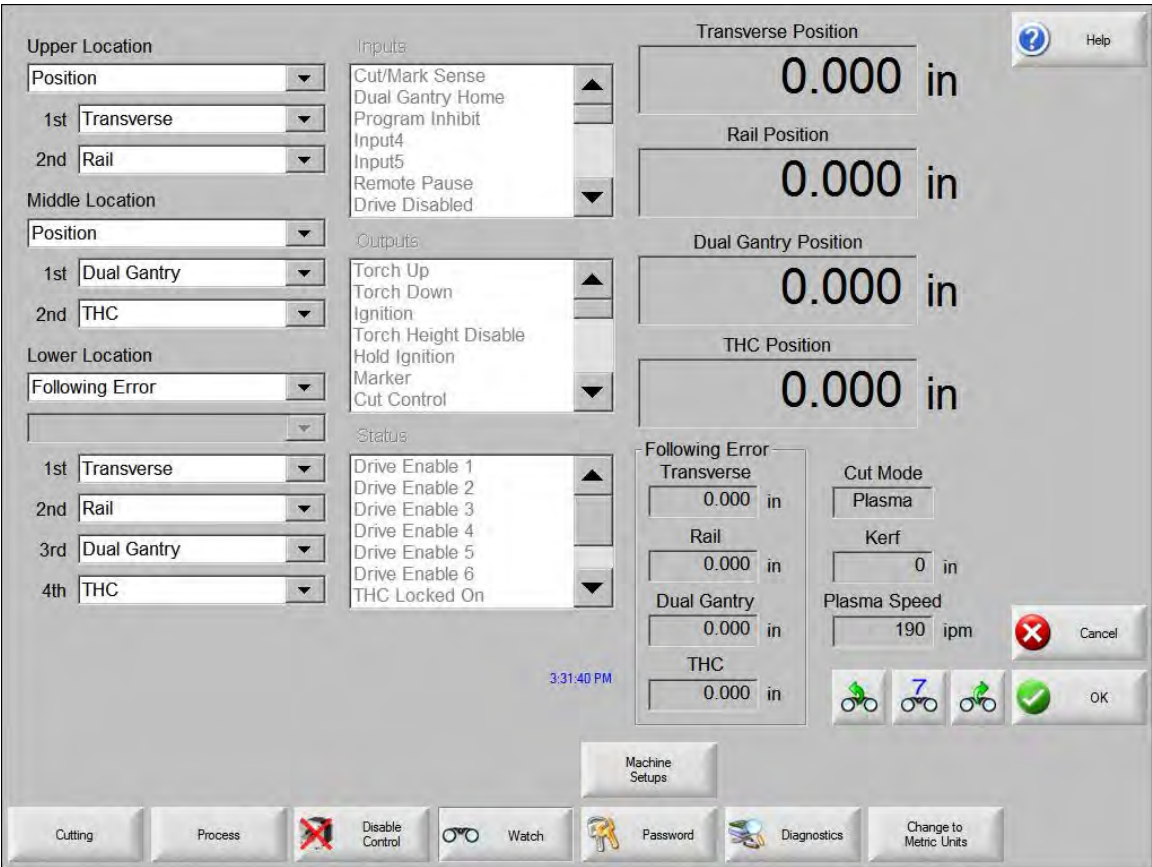 Upper Location
Position
1st Transverse
2nd Rail
Middle Location
Position
1st Dual Gantry
2nd THC
Lower Location
Following Error
1st Transverse
2nd Rail
3rd Dual Gantry
4th THC
Inputs
Cut/Mark Sense
Dual Gantry Home
Program Inhibit
Input4
Input5
Remote Pause
Drive Disabled
Outputs
Torch Up
Torch Down
Ignition
Torch Height Disable
Hold Ignition
Marker
Cut Control
Status
Drive Enable 1
Drive Enable 2
Drive Enable 3
Drive Enable 4
Drive Enable 5
Drive Enable 6
THC Locked On
3:31:40 PM
Transverse Position
0.000 in
Rail Position
0.000 in
Dual Gantry Position
0.000 in
THC Position
0.000 in
Following Error
Transverse
0.000 in
Rail
0.000 in
Dual Gantry
0.000 in
THC
0.000 in
Cut Mode
Plasma
Kerf
0 in
Plasma Speed
190 ipm
7
Help
Cancel
OK
Machine
Setups
Cutting
Process
Disable
Control
Watch
Password
Diagnostics
Change to
Metric Units